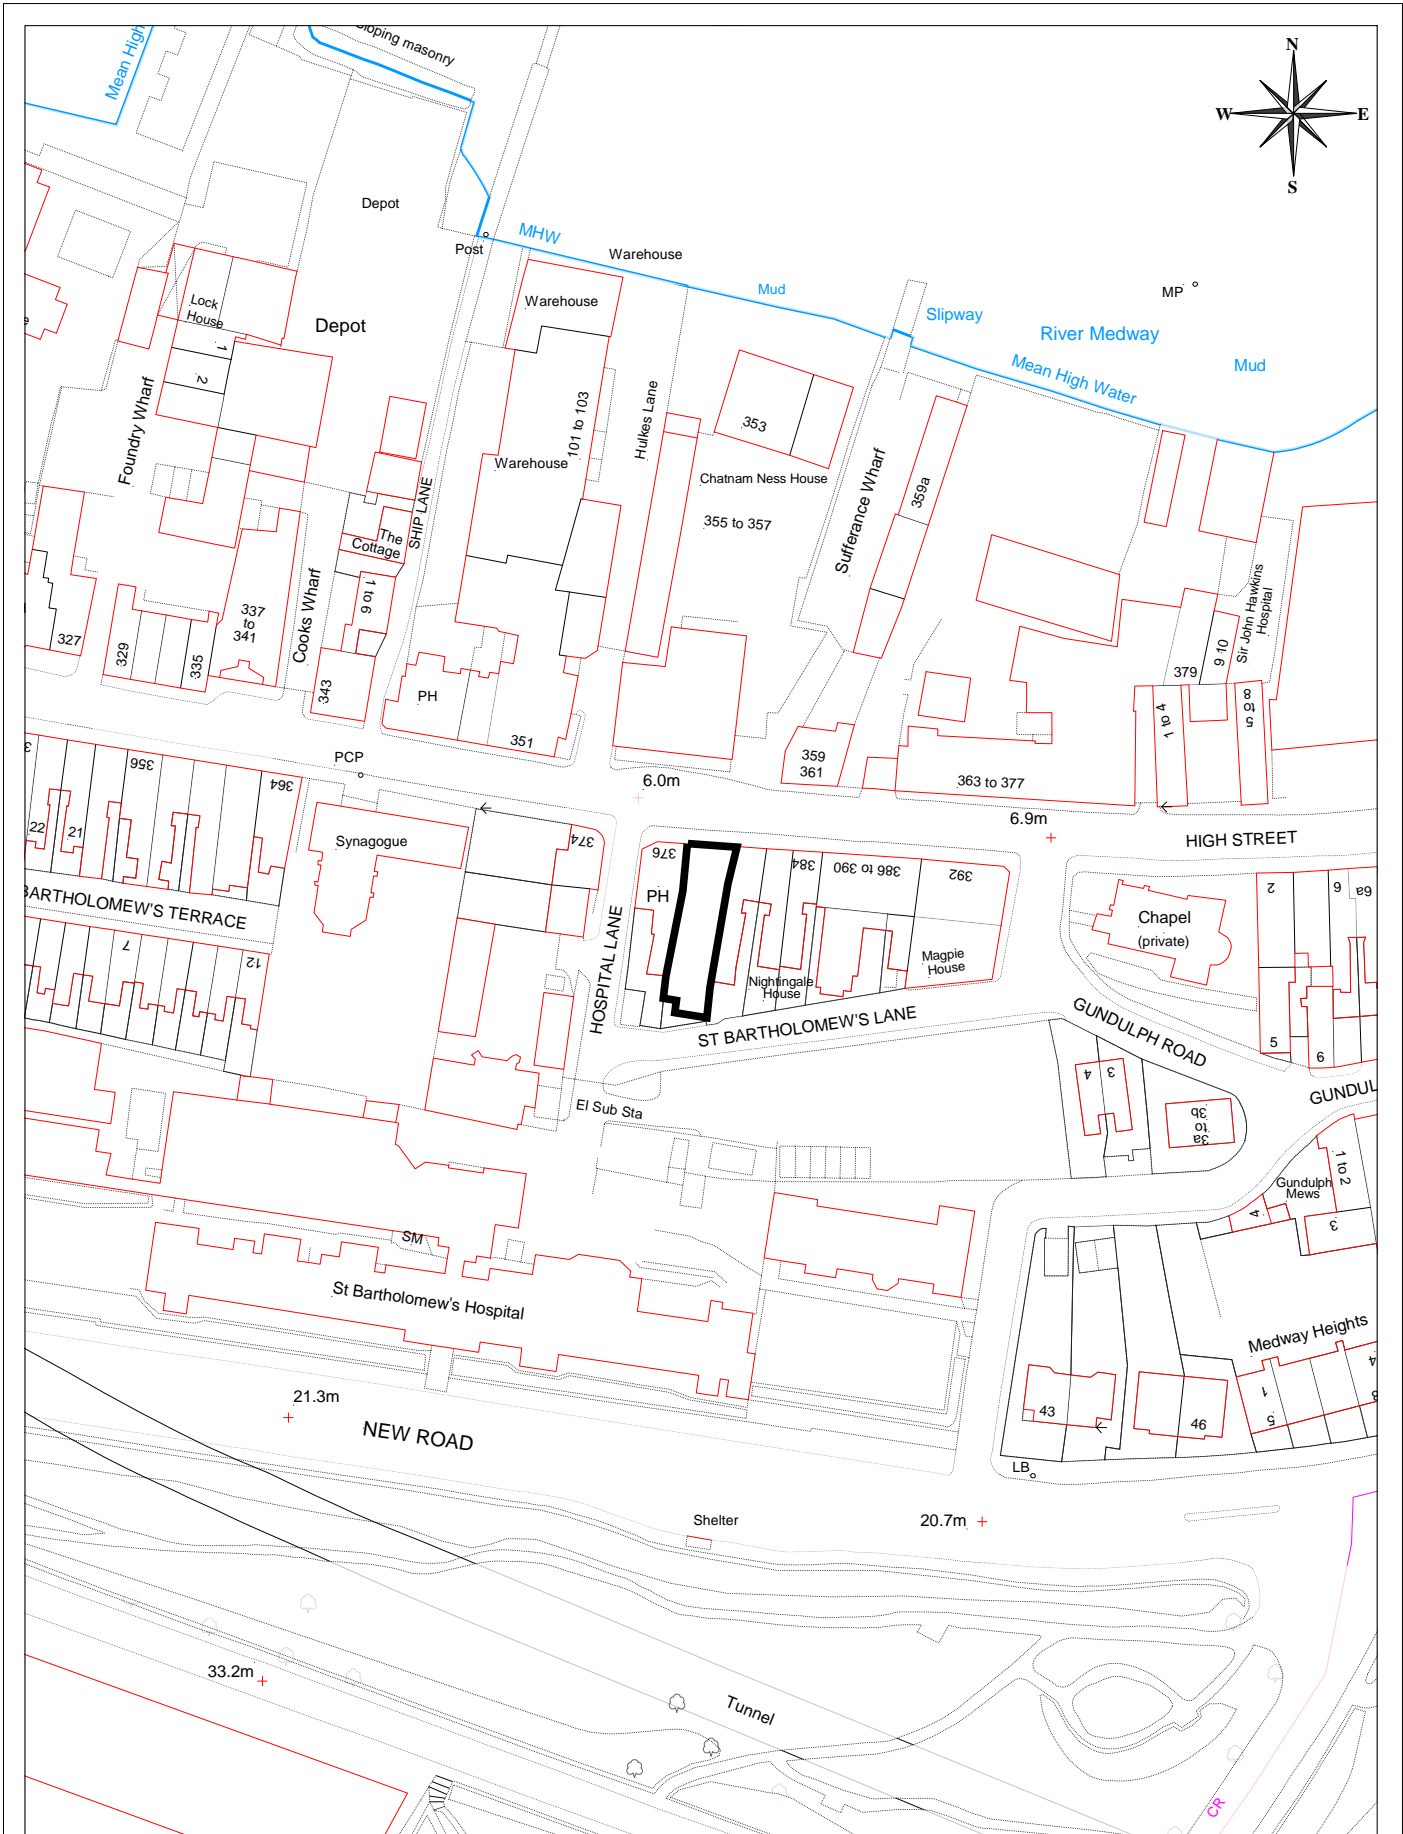 Mean High
Sloping masonry
N
W
E
S
Depot
Post
MHW
Warehouse
Mud
MP
Slipway
River Medway
Mud
Mean High Water
Lock
House
Depot
Warehouse
1
2
Foundry Wharf
101 to 103
Hulkes Lane
353
Warehouse
Chatnam Ness House
355 to 357
Sufferance Wharf
359a
SHIP LANE
The
Cottage
1 to 6
Cooks Wharf
337
to
341
327
329
335
343
PH
351
Sir John Hawkins
Hospital
9 10
379
1 to 4
5 to 8
359
361
363 to 377
PCP
6.0m
6.9m
HIGH STREET
3
356
364
22
21
Synagogue
374
376
PH
384
386 to 390
392
BARTHOLOMEW'S TERRACE
7
12
HOSPITAL LANE
Nightingale
House
Magpie
House
ST BARTHOLOMEW'S LANE
Chapel
(private)
2
6
6a
5
6
GUNDULPH ROAD
GUNDUL
El Sub Sta
4
3
3a
to
3b
1 to 2
Gundulph
Mews
4
3
SM
St Bartholomew's Hospital
Medway Heights
1
5
4
3
43
46
21.3m
NEW ROAD
LB
20.7m
Shelter
33.2m
Tunnel
CR